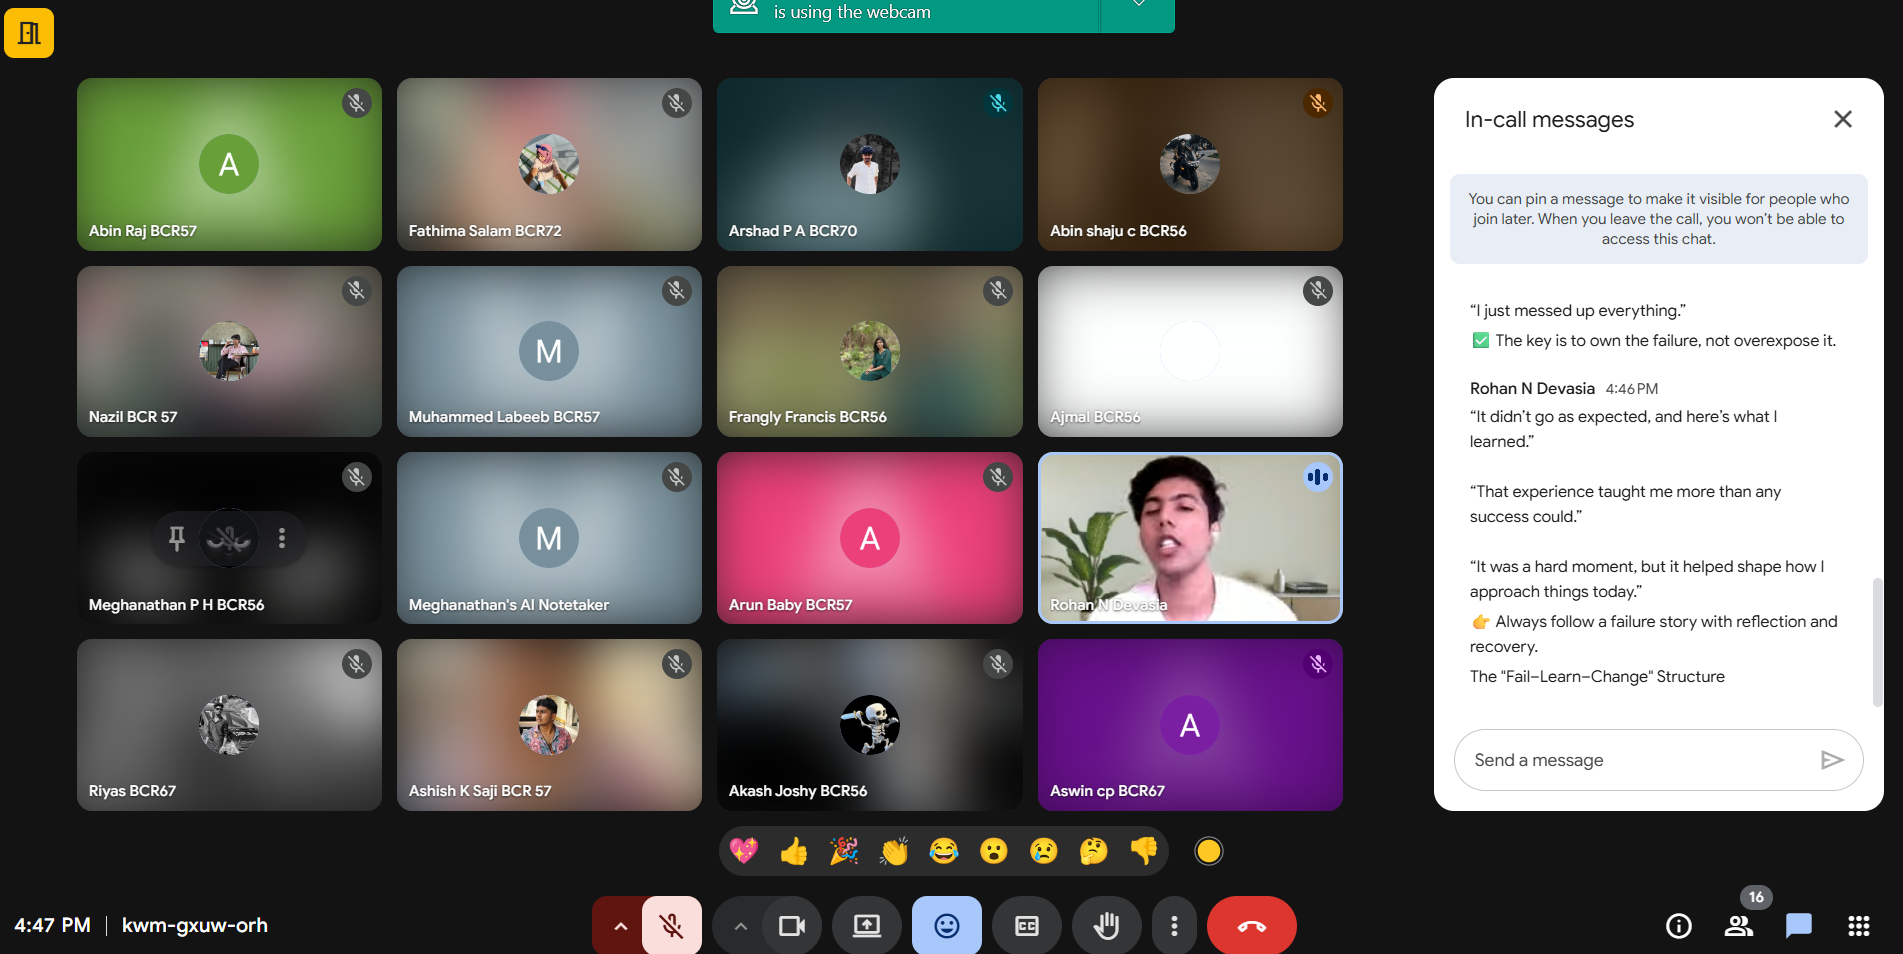 is using the webcam
A
Abin Raj BCR57
Fathima Salam BCR72
Arshad P A BCR70
Abin shaju c BCR56
Nazil BCR 57
M
Muhammed Labeeb BCR57
Frangly Francis BCR56
Ajmal BCR56
Meghanathan P H BCR56
M
Meghanathan's AI Notetaker
A
Arun Baby BCR57
Rohan N Devasia
Riyas BCR67
Ashish K Saji BCR 57
Akash Joshy BCR56
A
Aswin cp BCR67
In-call messages
You can pin a message to make it visible for people who
join later. When you leave the call, you won't be able to
access this chat.
“I just messed up everything.”
✅ The key is to own the failure, not overexpose it.
Rohan N Devasia 4:46 PM
“It didn’t go as expected, and here’s what I
learned.”
“That experience taught me more than any
success could.”
“It was a hard moment, but it helped shape how I
approach things today.”
👉 Always follow a failure story with reflection and
recovery.
The "Fail–Learn–Change" Structure
Send a message
4:47 PM | kwm-gxuw-orh
CC
16